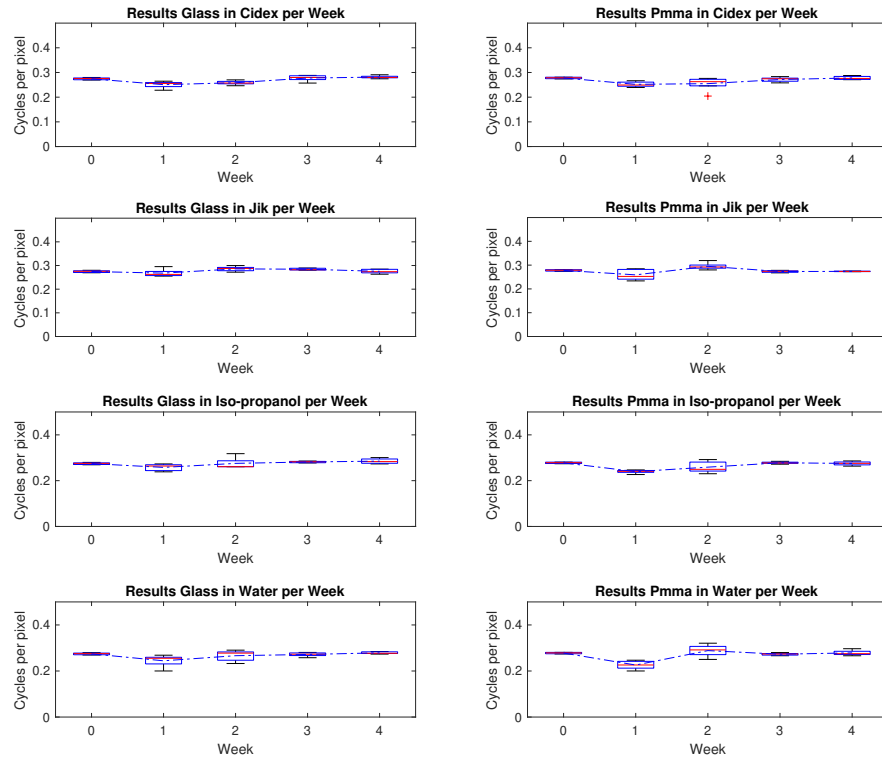 Results Glass in Cidex per Week
Cycles per pixel
0.4
0.3
0.2
0.1
0
0 1 2 3 4
Week
Results Pmma in Cidex per Week
Cycles per pixel
0.4
0.3
0.2
0.1
0
0 1 2 3 4
Week
Results Glass in Jik per Week
Cycles per pixel
0.4
0.3
0.2
0.1
0
0 1 2 3 4
Week
Results Pmma in Jik per Week
Cycles per pixel
0.4
0.3
0.2
0.1
0
0 1 2 3 4
Week
Results Glass in Iso-propanol per Week
Cycles per pixel
0.4
0.2
0
0 1 2 3 4
Week
Results Pmma in Iso-propanol per Week
Cycles per pixel
0.4
0.2
0
0 1 2 3 4
Week
Results Glass in Water per Week
Cycles per pixel
0.4
0.2
0
0 1 2 3 4
Week
Results Pmma in Water per Week
Cycles per pixel
0.4
0.2
0
0 1 2 3 4
Week